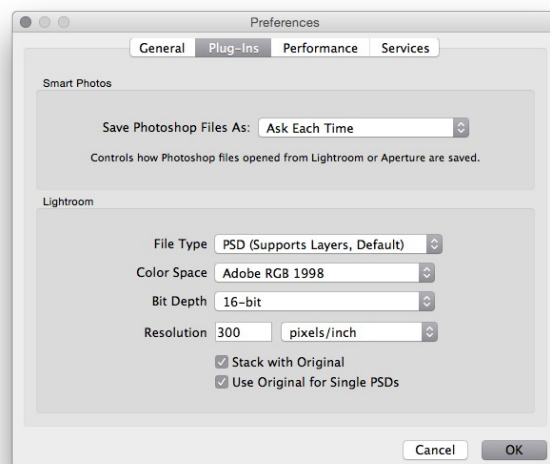 Preferences
General Plug-Ins Performance Services
Smart Photos
Save Photoshop Files As: Ask Each Time
Controls how Photoshop files opened from Lightroom or Aperture are saved.
Lightroom
File Type PSD (Supports Layers, Default)
Color Space Adobe RGB 1998
Bit Depth 16-bit
Resolution 300 pixels/inch
Stack with Original
Use Original for Single PSDs
Cancel OK